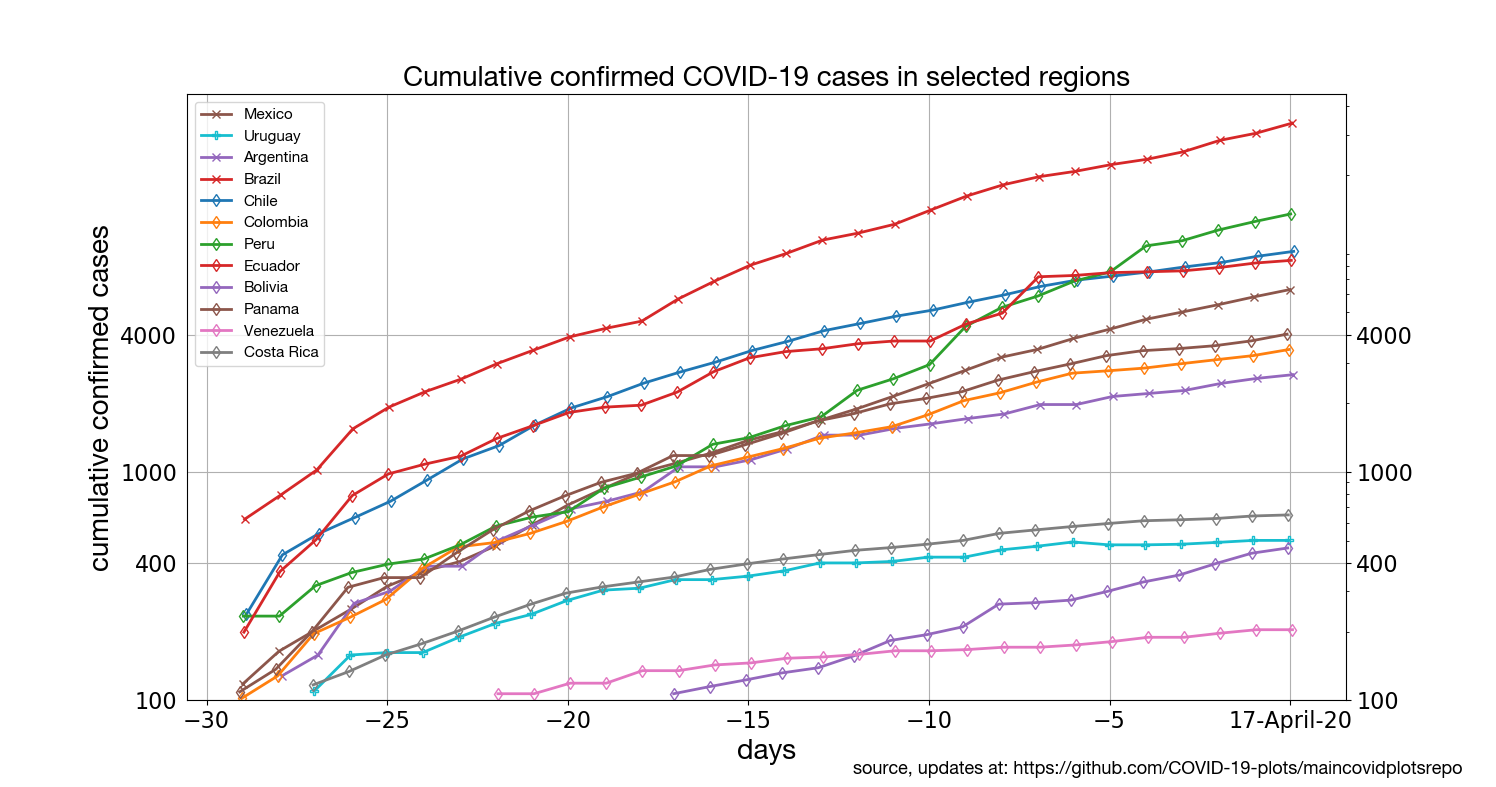 Cumulative confirmed COVID-19 cases in selected regions
Mexico
Uruguay
Argentina
Brazil
Chile
Colombia
Peru
Ecuador
Bolivia
Panama
Venezuela
Costa Rica
cumulative confirmed cases
4000
1000
400
100
4000
1000
400
100
−30
−25
−20
−15
−10
−5
17-April-20
days
source, updates at: https://github.com/COVID-19-plots/maincovidplotsrepo